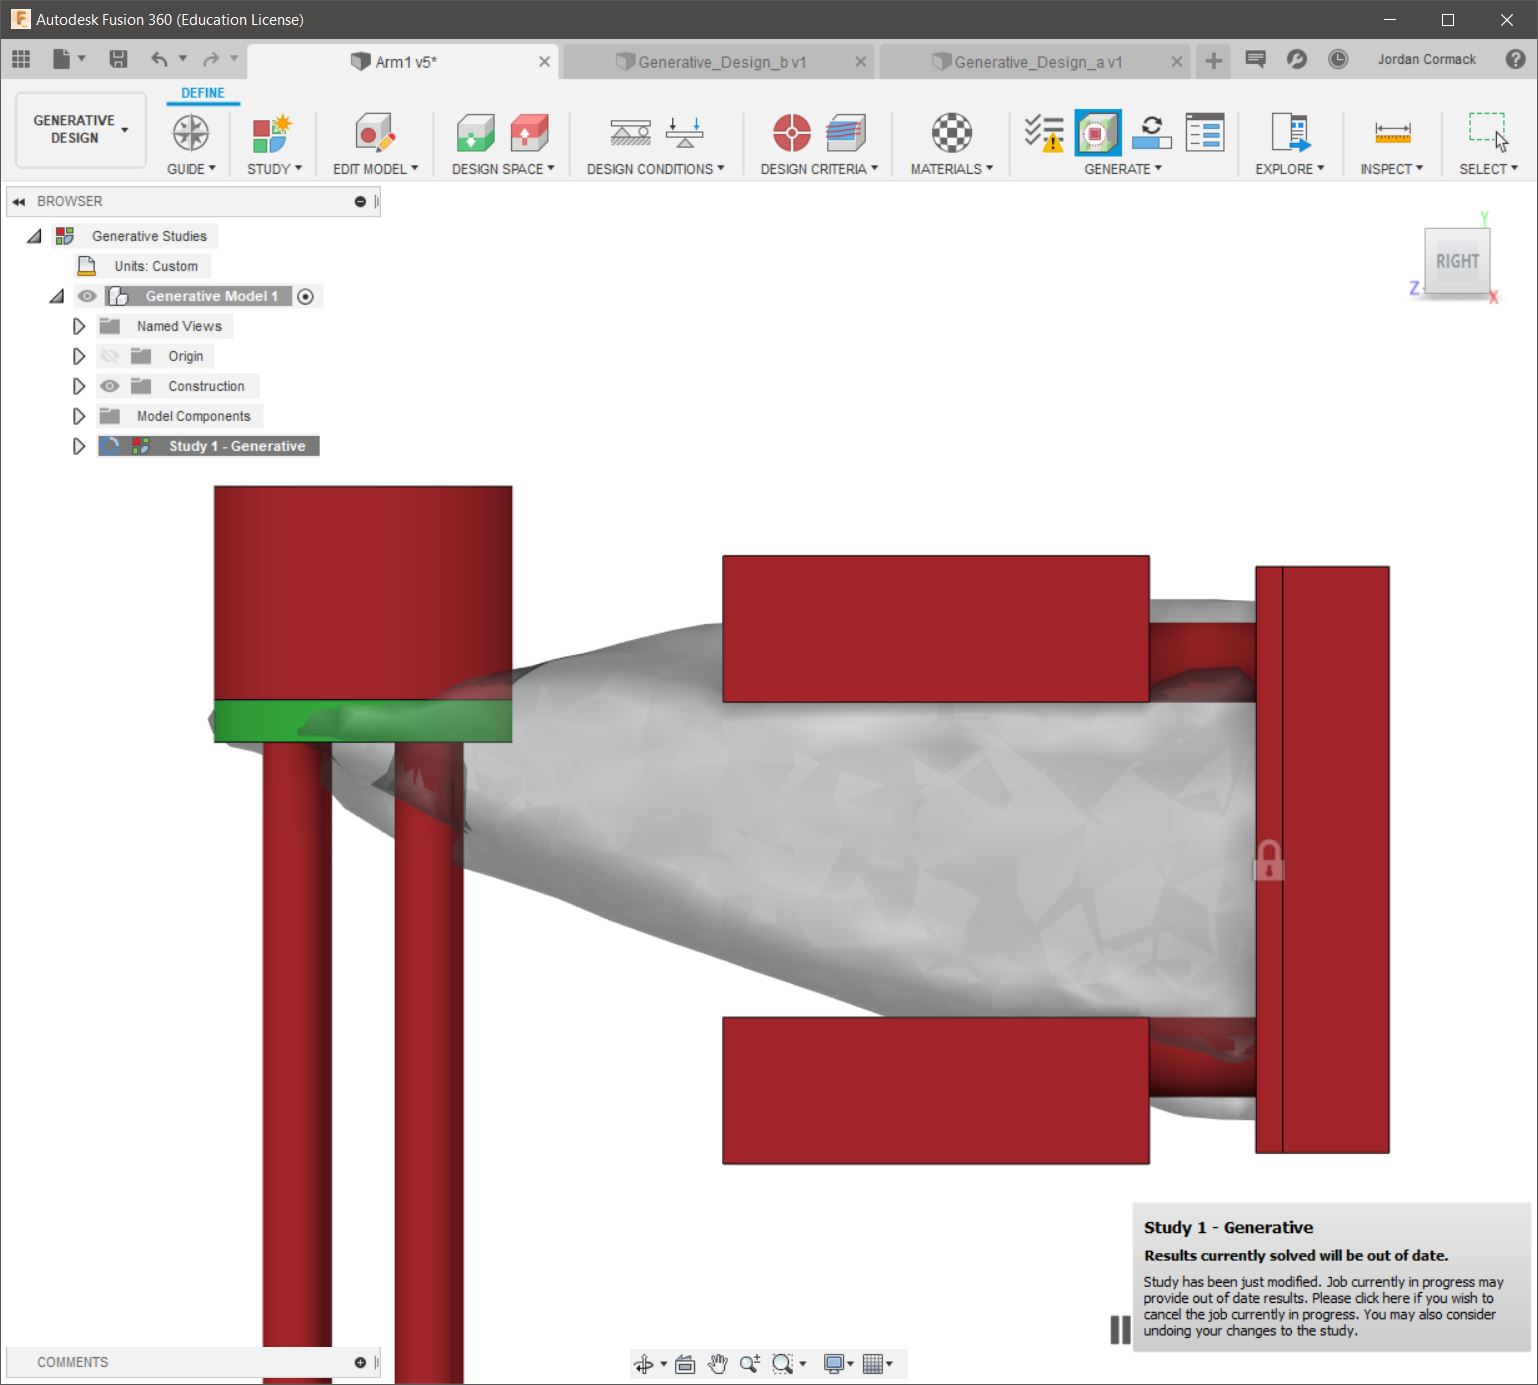 Autodesk Fusion 360 (Education License)
Arm1 v5*
Generative_Design_b v1
Generative_Design_a v1
Jordan Cormack
DEFINE
GENERATIVE
DESIGN
GUIDE
STUDY
EDIT MODEL
DESIGN SPACE
DESIGN CONDITIONS
DESIGN CRITERIA
MATERIALS
GENERATE
EXPLORE
INSPECT
SELECT
BROWSER
Generative Studies
Units: Custom
Generative Model 1
Named Views
Origin
Construction
Model Components
Study 1 - Generative
Y
RIGHT
Z
X
Study 1 - Generative
Results currently solved will be out of date.
Study has been just modified. Job currently in progress may
provide out of date results. Please click here if you wish to
cancel the job currently in progress. You may also consider
undoing your changes to the study.
COMMENTS